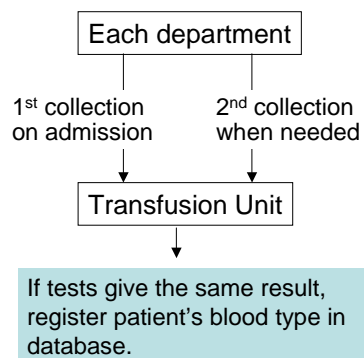 Each department
1st collection
on admission
2nd collection
when needed
Transfusion Unit
If tests give the same result,
register patient's blood type in
database.